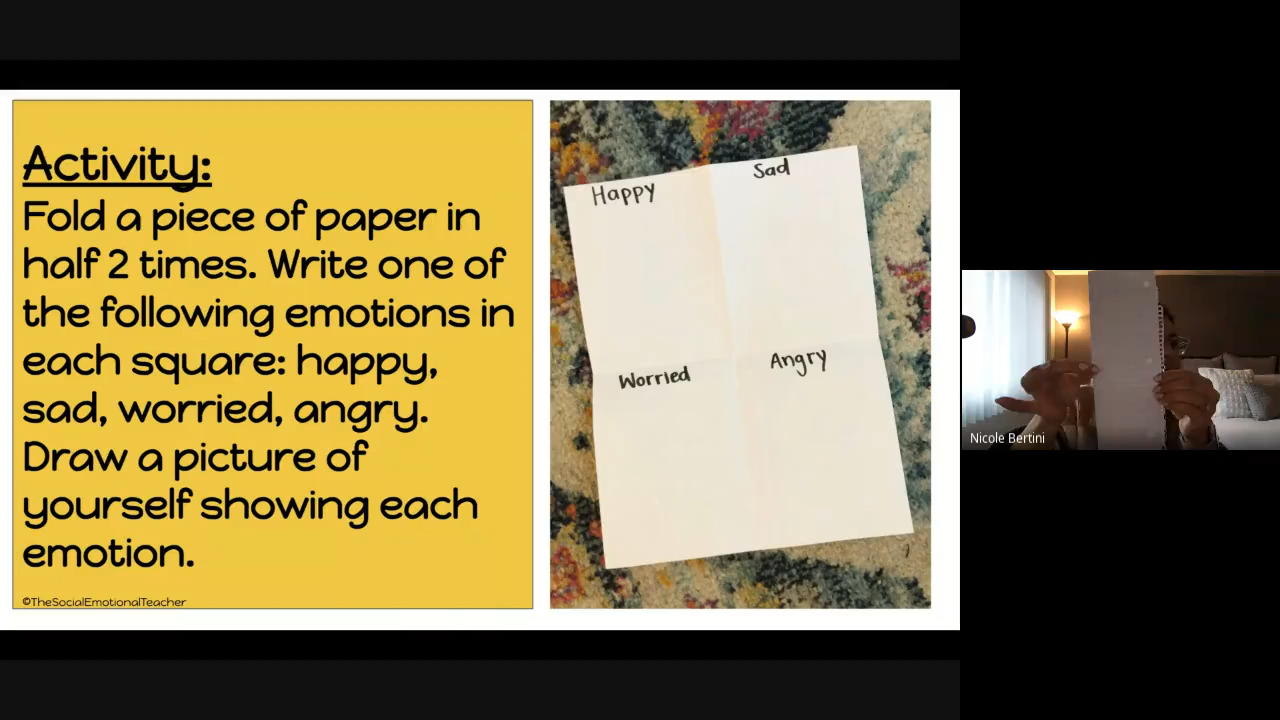 Activity:
Fold a piece of paper in
half 2 times. Write one of
the following emotions in
each square: happy,
sad, worried, angry.
Draw a picture of
yourself showing each
emotion.
©TheSocialEmotionalTeacher
Happy
Sad
Worried
Angry
Nicole Bertini